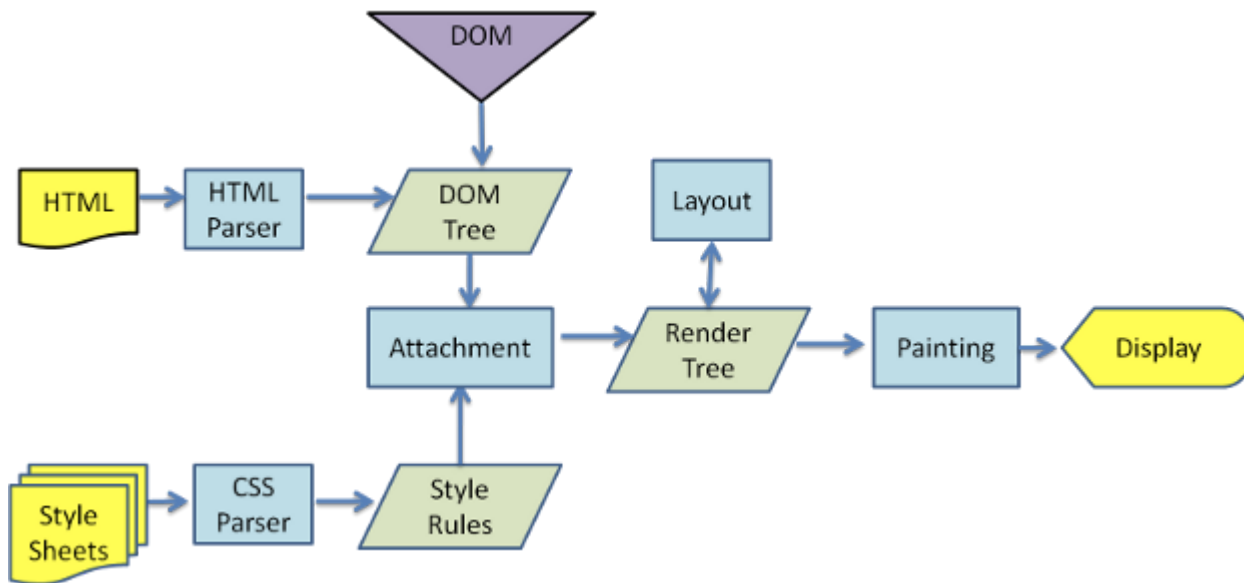 DOM
HTML
HTML
Parser
DOM
Tree
Layout
Attachment
Render
Tree
Painting
Display
Style
Sheets
CSS
Parser
Style
Rules